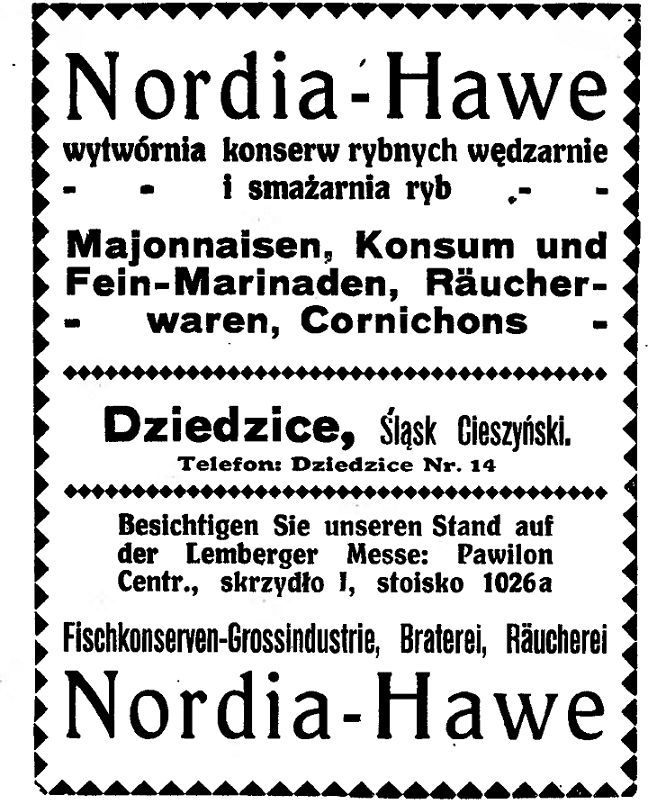 Nordia-Hawe
wytwórnia konserw rybnych wędzarnie
- - i smażarnia ryb - -
Majonnaisen, Konsum und
Fein-Marinaden, Räucher-
- waren, Cornichons -
Dziedzice, Śląsk Cieszyński.
Telefon: Dziedzice Nr. 14
Besichtigen Sie unseren Stand auf
der Lemberger Messe: Pawilon
Centr., skrzydło I, stoisko 1026a
Fischkonserven-Grossindustrie, Braterei, Räucherei
Nordia-Hawe